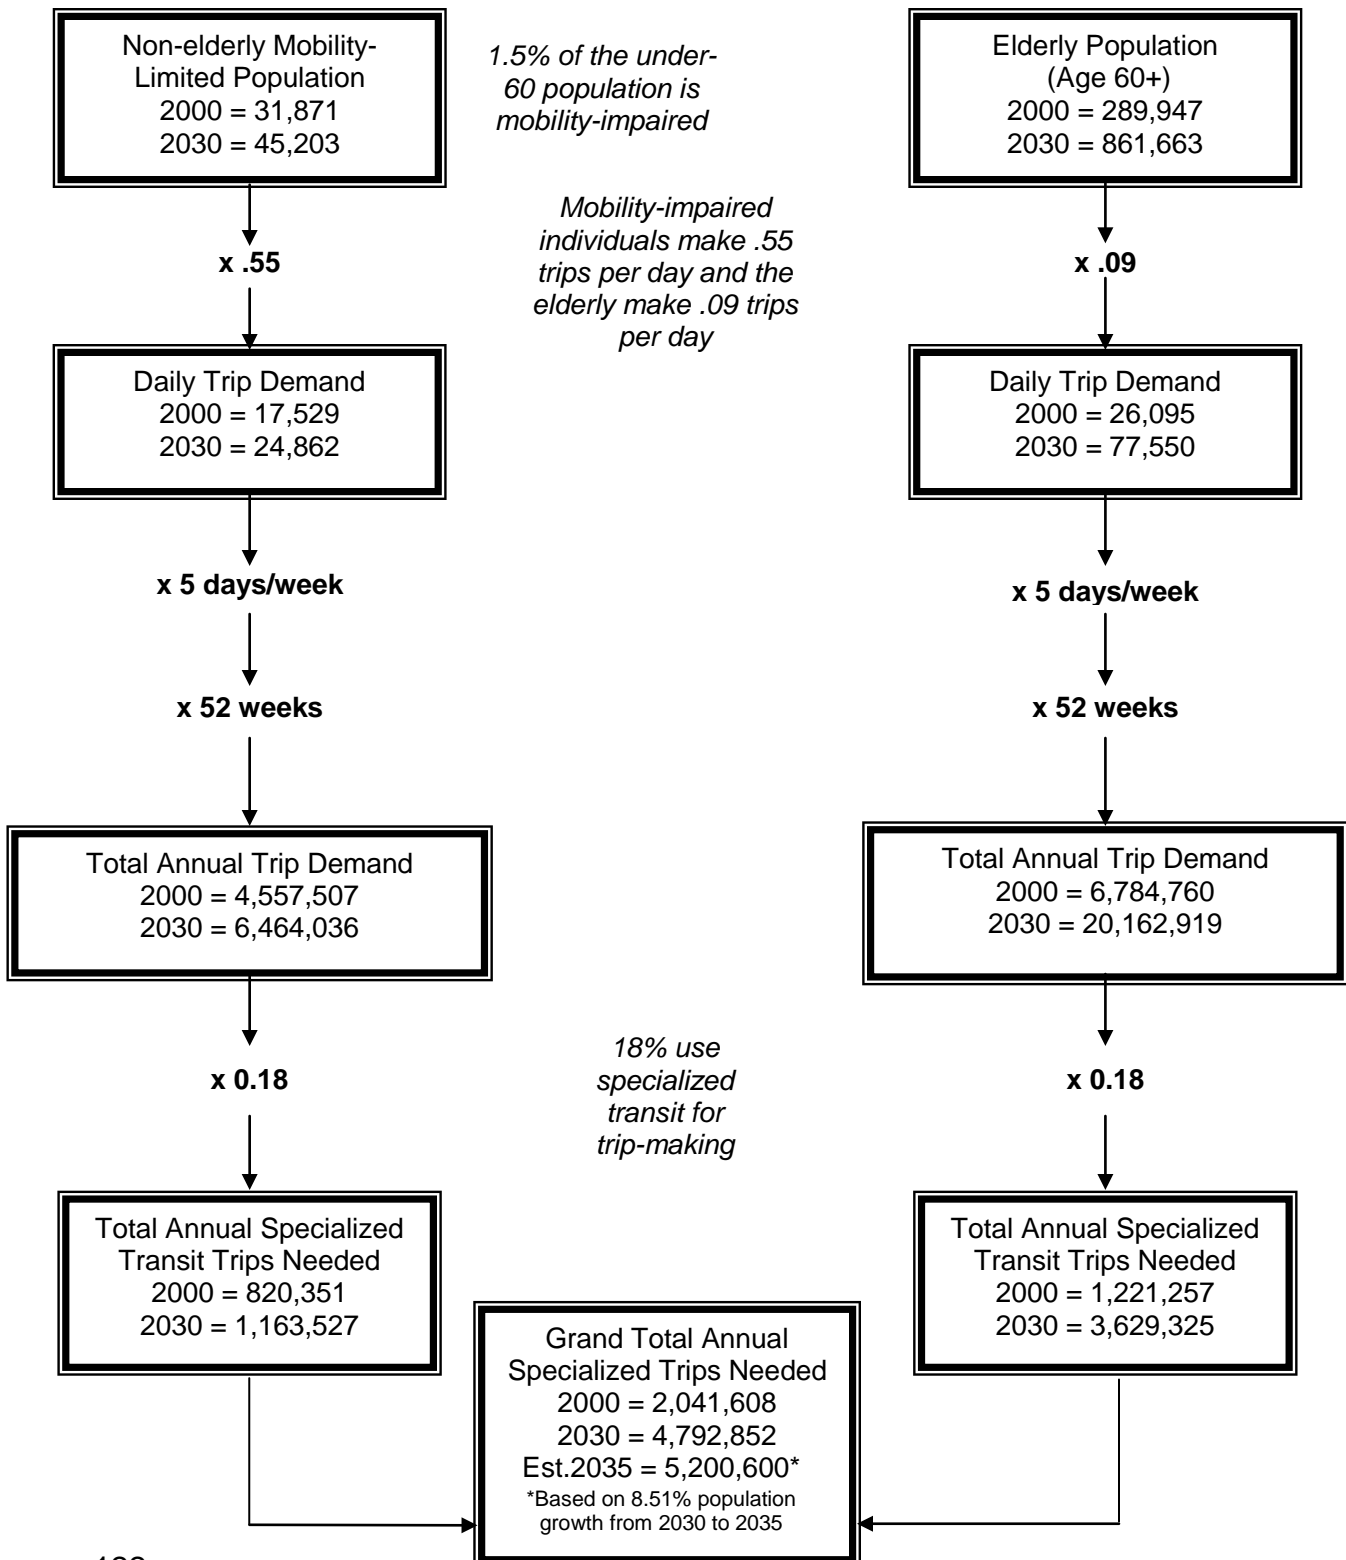 Non-elderly Mobility-
Limited Population
2000 = 31,871
2030 = 45,203
1.5% of the under-
60 population is
mobility-impaired
Elderly Population
(Age 60+)
2000 = 289,947
2030 = 861,663
Mobility-impaired
individuals make .55
trips per day and the
elderly make .09 trips
per day
x .55
x .09
Daily Trip Demand
2000 = 17,529
2030 = 24,862
Daily Trip Demand
2000 = 26,095
2030 = 77,550
x 5 days/week
x 5 days/week
x 52 weeks
x 52 weeks
Total Annual Trip Demand
2000 = 4,557,507
2030 = 6,464,036
Total Annual Trip Demand
2000 = 6,784,760
2030 = 20,162,919
x 0.18
18% use
specialized
transit for
trip-making
x 0.18
Total Annual Specialized
Transit Trips Needed
2000 = 820,351
2030 = 1,163,527
Total Annual Specialized
Transit Trips Needed
2000 = 1,221,257
2030 = 3,629,325
Grand Total Annual
Specialized Trips Needed
2000 = 2,041,608
2030 = 4,792,852
Est.2035 = 5,200,600*
*Based on 8.51% population
growth from 2030 to 2035